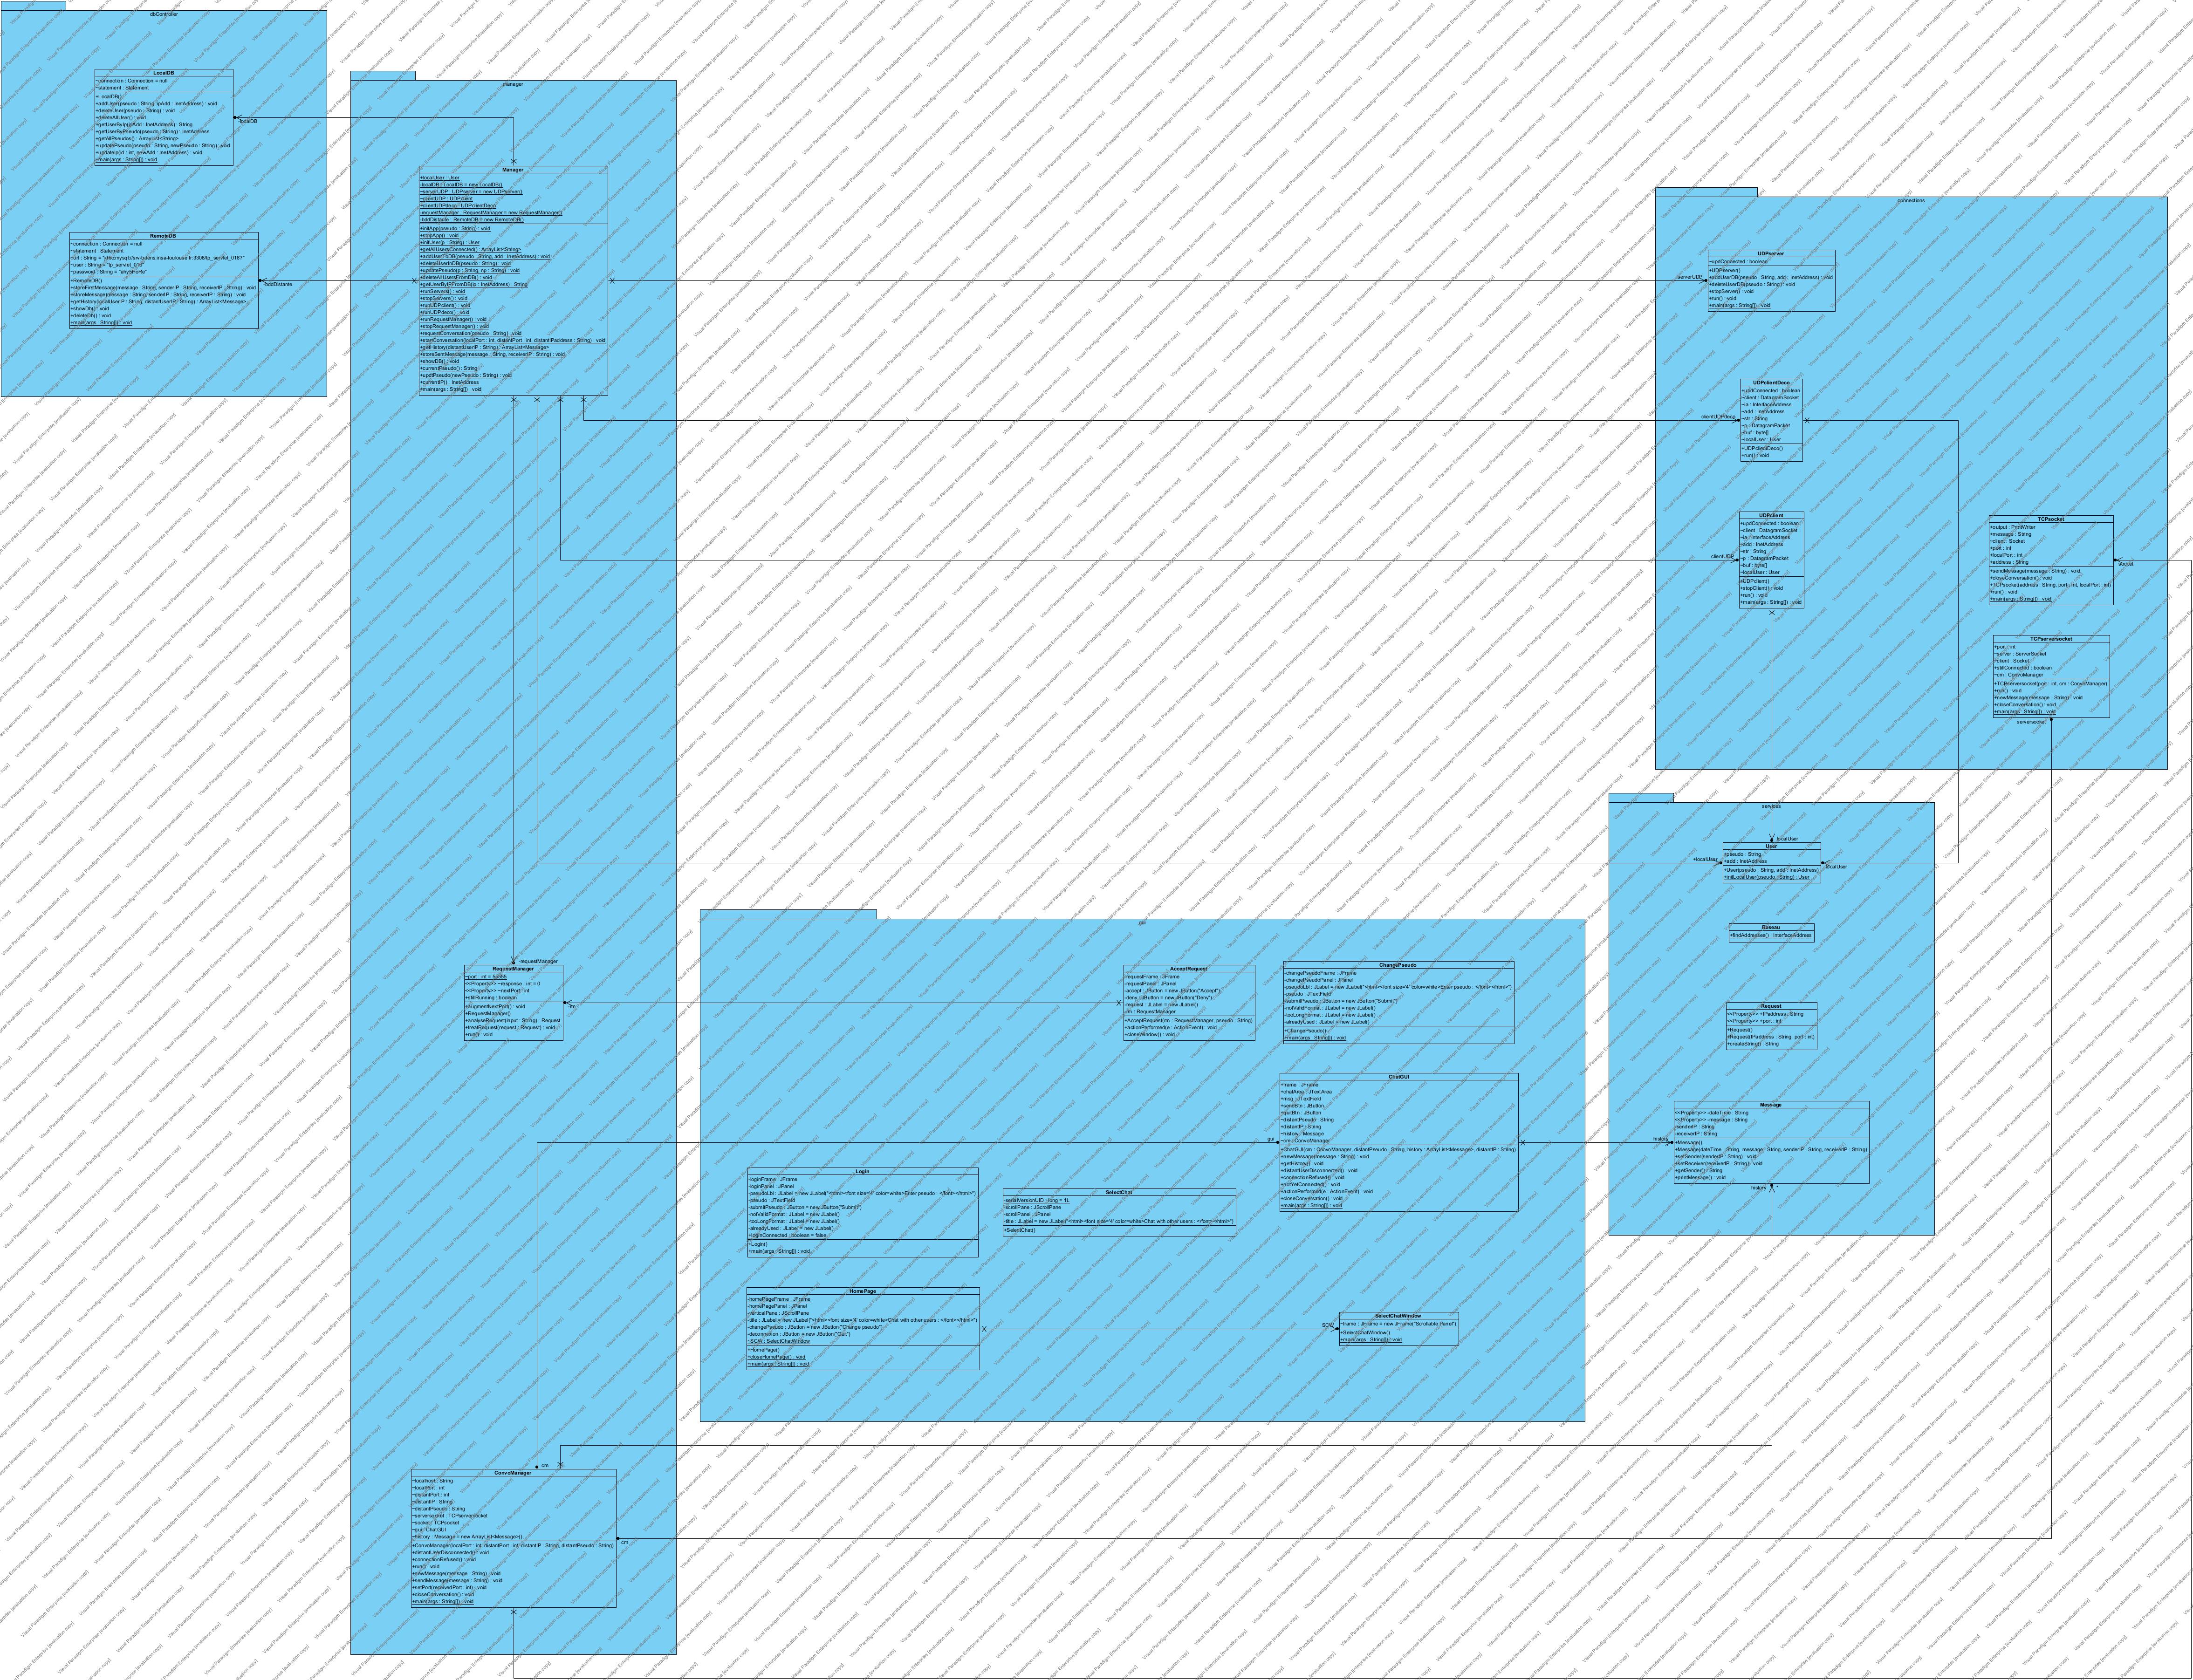 dbController
LocalDB
~connection : Connection = null
~statement : Statement
+LocalDB()
+addUser(pseudo : String, ipAdd : InetAddress) : void
+deleteUser(pseudo : String) : void
+deleteAllUser() : void
+getUserByIp(ipAdd : InetAddress) : String
+getUserByPseudo(pseudo : String) : InetAddress
+getAllPseudos() : ArrayList<String>
+updatePseudo(pseudo : String, newPseudo : String) : void
+updateIp(id : int, newAdd : InetAddress) : void
+main(args : String[]) : void
-localDB
RemoteDB
~connection : Connection = null
~statement : Statement
+RemoteDB()
+storeFirstMessage(message : String, senderIP : String, receiverIP : String) : void
+storeMessage(message : String, senderIP : String, receiverIP : String) : void
+getHistory(localUserIP : String, distantUserIP : String) : ArrayList<Message>
+showDb() : void
+deleteDb() : void
+main(args : String[]) : void
-bddDistante
manager
Manager
+localUser : User
-localDB : LocalDB = new LocalDB()
~serverUDP : UDPserver = new UDPserver()
~clientUDP : UDPclient
~clientUDPdeco : UDPclientDeco
-requestManager : RequestManager = new RequestManager()
-bddDistante : RemoteDB = new RemoteDB()
+initApp(pseudo : String) : void
+stopApp() : void
+initUser(p : String) : User
+getAllUsersConnected() : ArrayList<String>
+addUserToDB(pseudo : String, add : InetAddress) : void
+deleteUserInDB(pseudo : String) : void
+updatePseudo(p : String, np : String) : void
+deleteAllUsersFromDB() : void
+getUserByIPFromDB(ip : InetAddress) : String
+runServers() : void
+stopServers() : void
+runUDPclient() : void
+runUDPdeco() : void
+runRequestManager() : void
+stopRequestManager() : void
+requestConversation(pseudo : String) : void
+startConversation(localPort : int, distantPort : int, distantIPaddress : String) : void
+getHistory(distantUserIP : String) : ArrayList<Message>
+storeSentMessage(message : String, receiverIP : String) : void
+showDB() : void
+currentPseudo() : String
+updtPseudo(newPseudo : String) : void
+currentIP() : InetAddress
+main(args : String[]) : void
connections
UDPserver
~updConnected : boolean
+UDPserver()
+addUserDB(pseudo : String, add : InetAddress) : void
+deleteUserDB(pseudo : String) : void
+stopServer() : void
+run() : void
+main(args : String[]) : void
serverUDP
UDPclientDeco
+updConnected : boolean
~client : DatagramSocket
~ia : InterfaceAddress
~add : InetAddress
~str : String
~p : DatagramPacket
~buf : byte[]
~localUser : User
+UDPclientDeco()
+run() : void
clientUDPdeco
UDPclient
+updConnected : boolean
~client : DatagramSocket
~ia : InterfaceAddress
~add : InetAddress
~str : String
~p : DatagramPacket
~buf : byte[]
~localUser : User
+UDPclient()
+stopClient() : void
+run() : void
+main(args : String[]) : void
clientUDP
TCPsocket
+output : PrintWriter
+message : String
~client : Socket
+port : int
+localPort : int
+address : String
+sendMessage(message : String) : void
+closeConversation() : void
+TCPsocket(address : String, port : int, localPort : int)
+run() : void
+main(args : String[]) : void
socket
TCPserversocket
+port : int
~server : ServerSocket
~client : Socket
+stillConnected : boolean
~cm : ConvoManager
+TCPserversocket(port : int, cm : ConvoManager)
+run() : void
+newMessage(message : String) : void
+closeConversation() : void
+main(args : String[]) : void
serversocket
services
localUser
User
+pseudo : String
+add : InetAddress
+User(pseudo : String, add : InetAddress)
+initLocalUser(pseudo : String) : User
+localUser
localUser
Roseau
+findAddresses() : InterfaceAddress
Request
<<Property>> +IPaddress : String
<<Property>> +port : int
+Request()
+Request(IPaddress : String, port : int)
+createString() : String
Message
<<Property>> -dateTime : String
<<Property>> -message : String
-senderIP : String
-receiverIP : String
+Message()
+Message(dateTime : String, message : String, senderIP : String, receiverIP : String)
+setSender(senderIP : String) : void
+setReceiver(receiverIP : String) : void
+getSender() : String
+printMessage() : void
history
history
*
-requestManager
RequestManager
~port : int = 55555
<<Property>> ~response : int = 0
<<Property>> ~nextPort : int
+stillRunning : boolean
+augmentNextPort() : void
+RequestManager()
+analyseRequest(input : String) : Request
+treatRequest(request : Request) : void
+run() : void
-rm
gui
AcceptRequest
-requestFrame : JFrame
-requestPanel : JPanel
-accept : JButton = new JButton("Accept")
-deny : JButton = new JButton("Deny")
-request : JLabel = new JLabel()
-rm : RequestManager
+AcceptRequest(rm : RequestManager, pseudo : String)
+actionPerformed(e : ActionEvent) : void
+closeWindow() : void
ChangePseudo
-changePseudoFrame : JFrame
-changePseudoPanel : JPanel
-pseudoLbl : JLabel = new JLabel("<html><font size='4' color=white>Enter pseudo : </font></html>")
-pseudo : JTextField
-submitPseudo : JButton = new JButton("Submit")
-notValidFormat : JLabel = new JLabel()
-tooLongFormat : JLabel = new JLabel()
-alreadyUsed : JLabel = new JLabel()
+ChangePseudo()
+main(args : String[]) : void
ChatGUI
+frame : JFrame
+chatArea : JTextArea
+msg : JTextField
+sendBtn : JButton
+quitBtn : JButton
~distantPseudo : String
+distantIP : String
~history : Message
~cm : ConvoManager
+ChatGUI(cm : ConvoManager, distantPseudo : String, history : ArrayList<Message>, distantIP : String)
+newMessage(message : String) : void
+getHistory() : void
+distantUserDisconnected() : void
+connectionRefused() : void
+notYetConnected() : void
+actionPerformed(e : ActionEvent) : void
+closeConversation() : void
+main(args : String[]) : void
gui
Login
-loginFrame : JFrame
-loginPanel : JPanel
-pseudoLbl : JLabel = new JLabel("<html><font size='4' color=white>Enter pseudo : </font></html>")
-pseudo : JTextField
-submitPseudo : JButton = new JButton("Submit")
-notValidFormat : JLabel = new JLabel()
-tooLongFormat : JLabel = new JLabel()
-alreadyUsed : JLabel = new JLabel()
+loginConnected : boolean = false
+Login()
+main(args : String[]) : void
SelectChat
-serialVersionUID : long = 1L
-scrollPane : JScrollPane
-title : JLabel = new JLabel("<html><font size='4' color=white>Chat with other users : </font></html>")
+SelectChat()
HomePage
-homePageFrame : JFrame
-homePagePanel : JPanel
-verticalPane : JScrollPane
-title : JLabel = new JLabel("<html><font size='4' color=white>Chat with other users : </font></html>")
-changePseudo : JButton = new JButton("Change pseudo")
-deconnexion : JButton = new JButton("Quit")
~SCW : SelectChatWindow
+HomePage()
+closeHomePage() : void
+main(args : String[]) : void
SCW
SelectChatWindow
~frame : JFrame = new JFrame("Scrollable Panel")
+SelectChatWindow()
+main(args : String[]) : void
cm
ConvoManager
~localhost : String
~localPort : int
~distantPort : int
~distantIP : String
~distantPseudo : String
~serversocket : TCPserversocket
~socket : TCPsocket
~gui : ChatGUI
~history : Message = new ArrayList<Message>()
+ConvoManager(localPort : int, distantPort : int, distantIP : String, distantPseudo : String)
+distantUserDisconnected() : void
+connectionRefused() : void
+run() : void
+newMessage(message : String) : void
+sendMessage(message : String) : void
+setPort(receivedPort : int) : void
+closeConversation() : void
+main(args : String[]) : void
cm
Visual Paradigm Enterprise [evaluation copy]